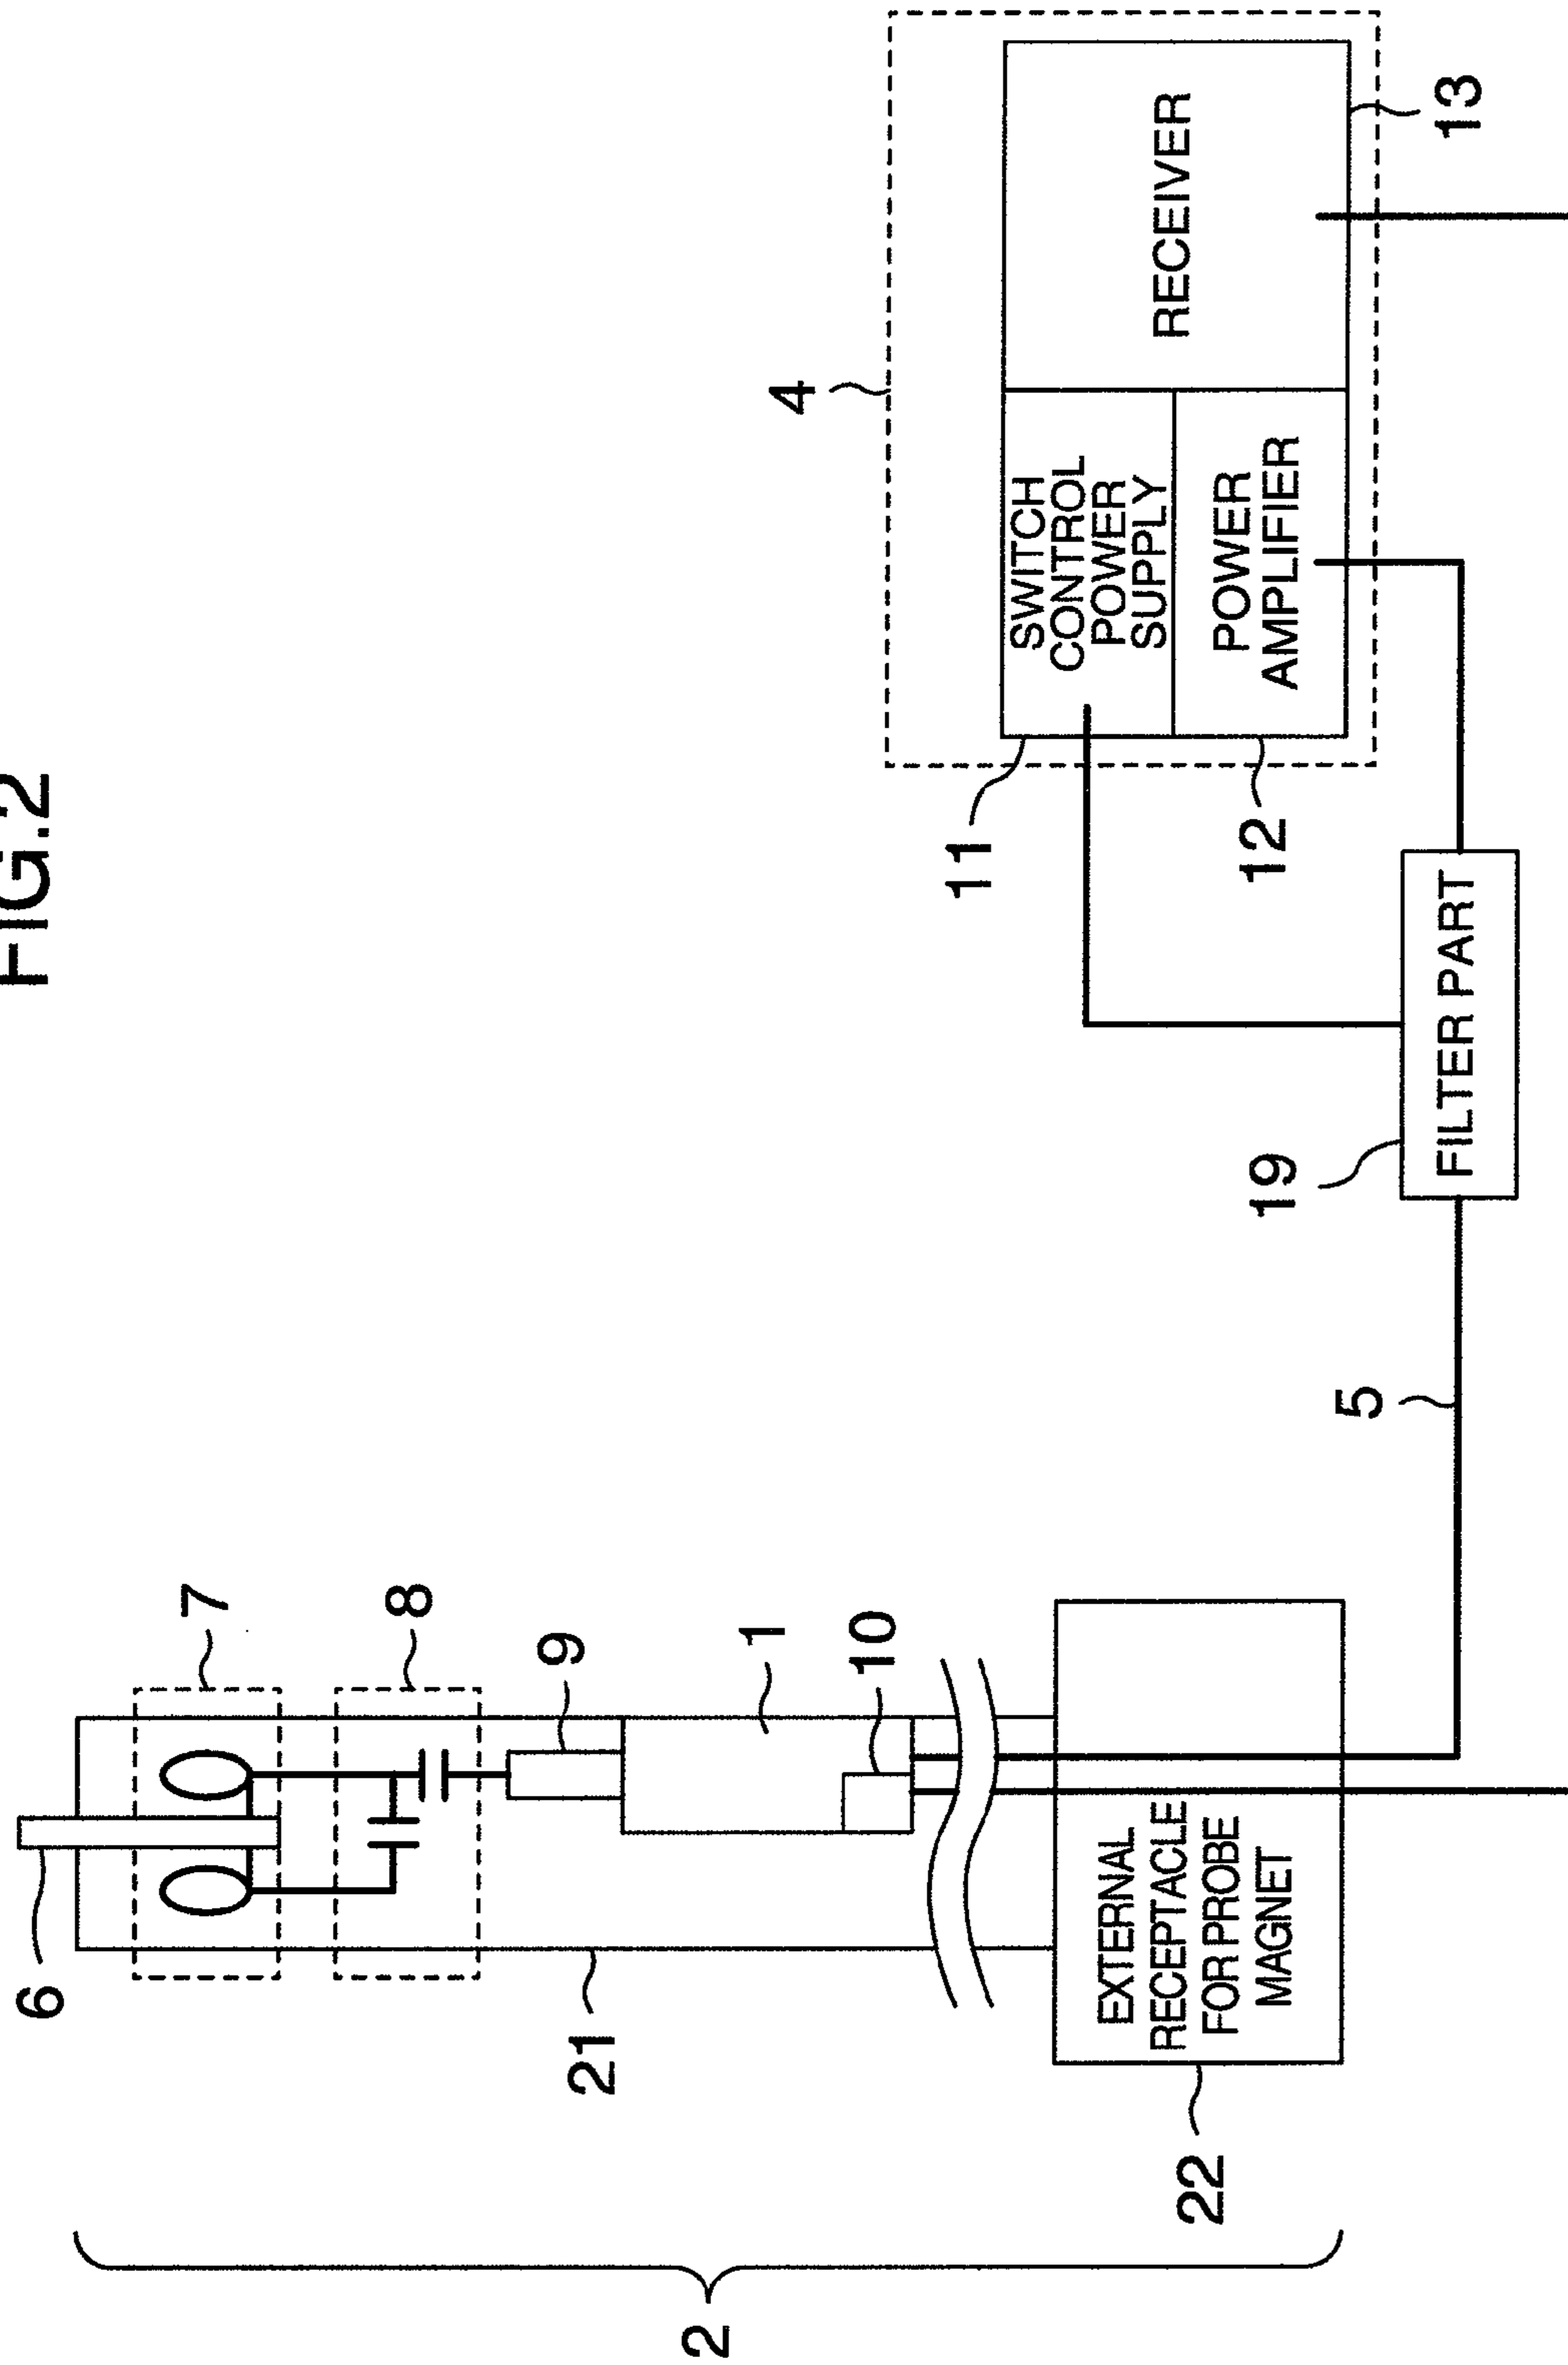 FIG.2
6
7
8
9
1
10
21
2
22
EXTERNAL
RECEPTACLE
FOR PROBE
MAGNET
5
19
FILTER PART
4
11
SWITCH
CONTROL
POWER
SUPPLY
12
POWER
AMPLIFIER
RECEIVER
13